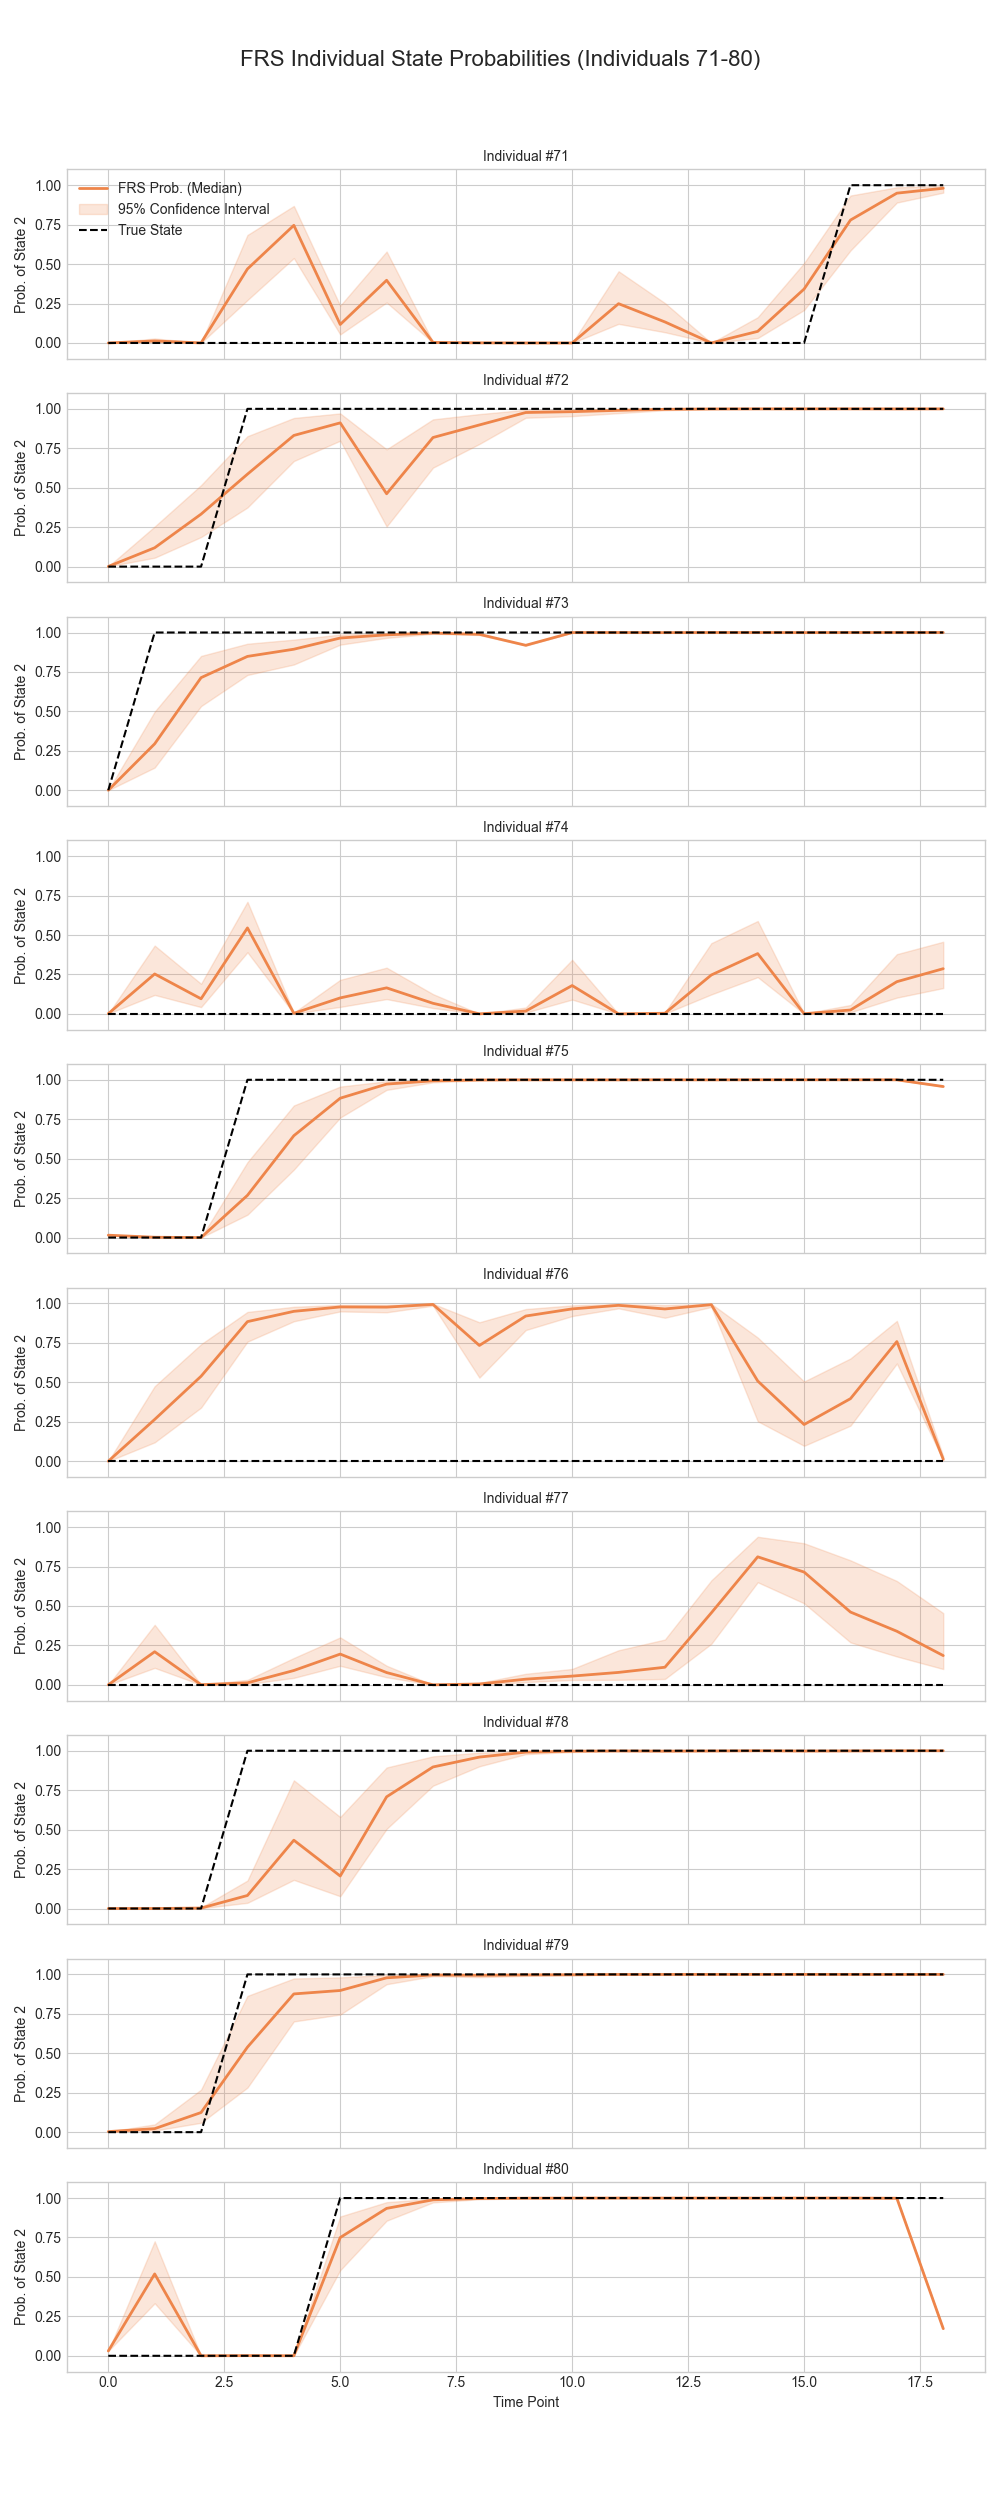 FRS Individual State Probabilities (Individuals 71-80)
Individual #71
FRS Prob. (Median)
95% Confidence Interval
True State
Prob. of State 2
1.00
0.75
0.50
0.25
0.00
Individual #72
Prob. of State 2
1.00
0.75
0.50
0.25
0.00
Individual #73
Prob. of State 2
1.00
0.75
0.50
0.25
0.00
Individual #74
Prob. of State 2
1.00
0.75
0.50
0.25
0.00
Individual #75
Prob. of State 2
1.00
0.75
0.50
0.25
0.00
Individual #76
Prob. of State 2
1.00
0.75
0.50
0.25
0.00
Individual #77
Prob. of State 2
1.00
0.75
0.50
0.25
0.00
Individual #78
Prob. of State 2
1.00
0.75
0.50
0.25
0.00
Individual #79
Prob. of State 2
1.00
0.75
0.50
0.25
0.00
Individual #80
Prob. of State 2
1.00
0.75
0.50
0.25
0.00
0.0 2.5 5.0 7.5 10.0 12.5 15.0 17.5
Time Point